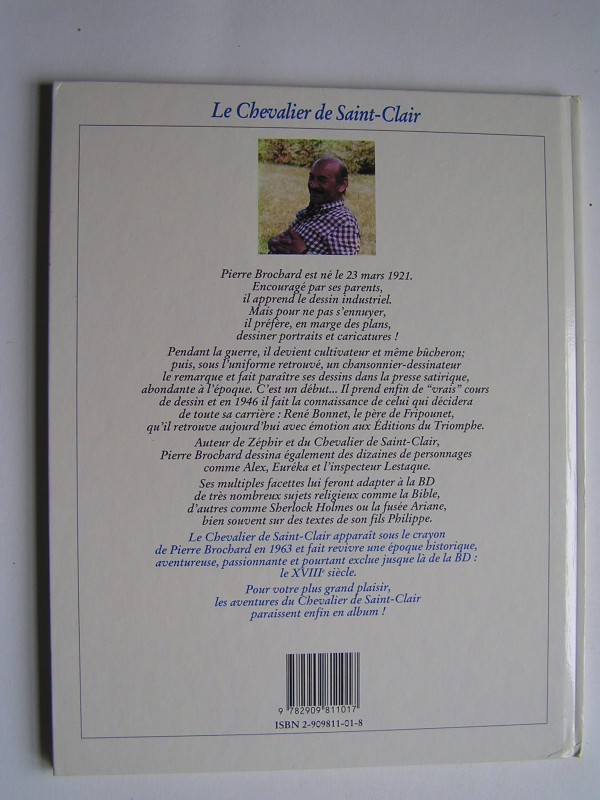 Le Chevalier de Saint-Clair
Pierre Brochard est né le 23 mars 1921.
Encouragé par ses parents,
il apprend le dessin industriel.
Mais pour ne pas s'ennuyer,
il préfère, en marge des plans,
dessiner portraits et caricatures !
Pendant la guerre, il devient cultivateur et même bûcheron;
puis, sous l'uniforme retrouvé, un chansonnier-dessinateur
le remarque et fait paraître ses dessins dans la presse satirique,
abondante à l'époque. C'est un début... Il prend enfin de "vrais" cours
de dessin et en 1946 il fait la connaissance de celui qui décidera
de toute sa carrière : René Bonnet, le père de Fripounet,
qu'il retrouve aujourd'hui avec émotion aux Éditions du Triomphe.
Auteur de Zéphir et du Chevalier de Saint-Clair,
Pierre Brochard dessina également des dizaines de personnages
comme Alex, Euréka et l'inspecteur Lestaque.
Ses multiples facettes lui feront adapter à la BD
de très nombreux sujets religieux comme la Bible,
d'autres comme Sherlock Holmes ou la fusée Ariane,
bien souvent sur des textes de son fils Philippe.
Le Chevalier de Saint-Clair apparaît sous le crayon
de Pierre Brochard en 1963 et fait revivre une époque historique,
aventureuse, passionnante et pourtant exclue jusque là de la BD :
le XVIIIe siècle.
Pour votre plus grand plaisir,
les aventures du Chevalier de Saint-Clair
paraissent enfin en album !
9 782909 811017
ISBN 2-909811-01-8